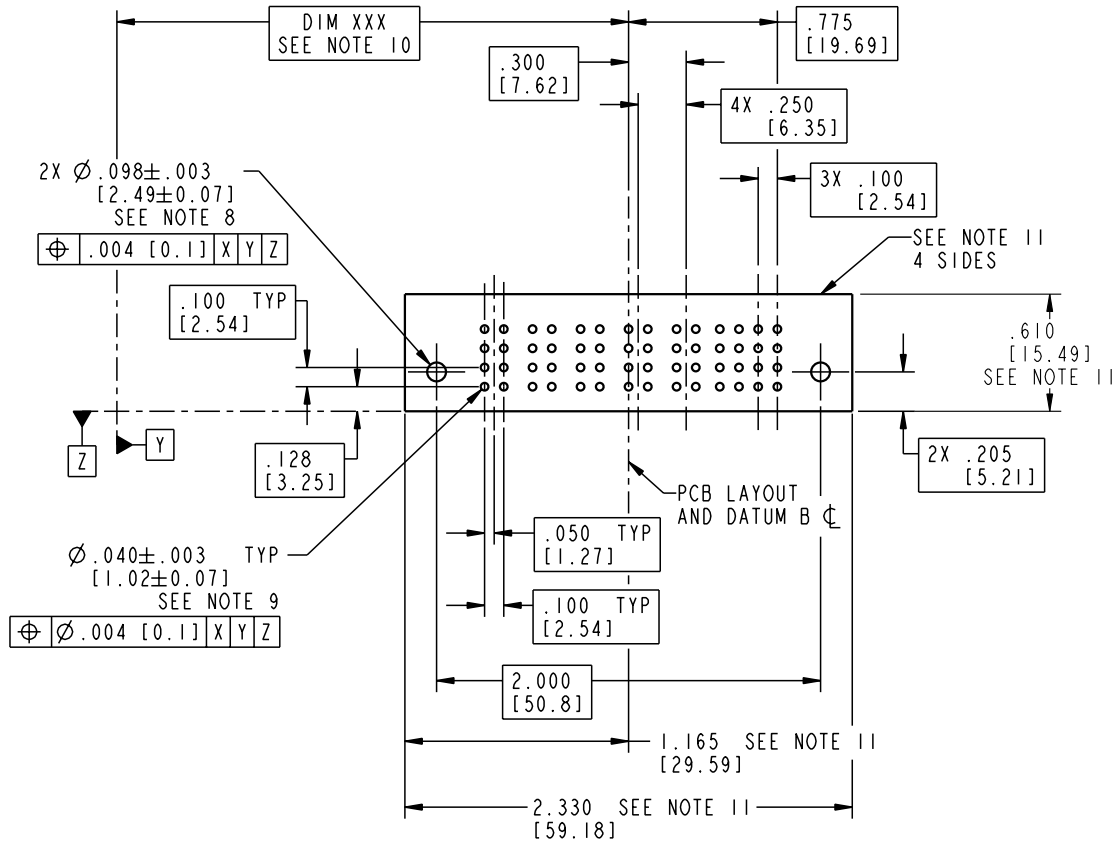 DIM XXX
SEE NOTE 10
.775
[19.69]
.300
[7.62]
4X .250
[6.35]
2X Ø .098±.003
[2.49±0.07]
SEE NOTE 8
⌖ .004 [0.1] X Y Z
3X .100
[2.54]
SEE NOTE 11
4 SIDES
.100 TYP
[2.54]
.610
[15.49]
SEE NOTE 11
Z
Y
.128
[3.25]
2X .205
[5.21]
PCB LAYOUT
AND DATUM B ℄
.050 TYP
[1.27]
Ø .040±.003 TYP
[1.02±0.07]
SEE NOTE 9
⌖ Ø .004 [0.1] X Y Z
.100 TYP
[2.54]
2.000
[50.8]
1.165 SEE NOTE 11
[29.59]
2.330 SEE NOTE 11
[59.18]